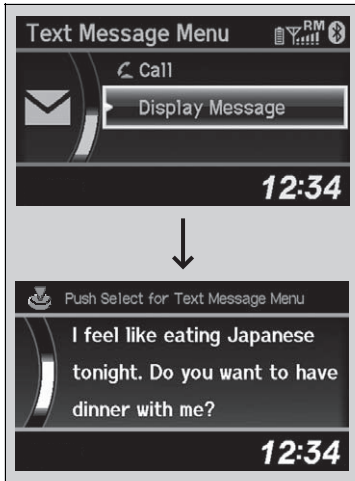 Text Message Menu RM
Call
Display Message
12:34
Push Select for Text Message Menu
I feel like eating Japanese
tonight. Do you want to have
dinner with me?
12:34